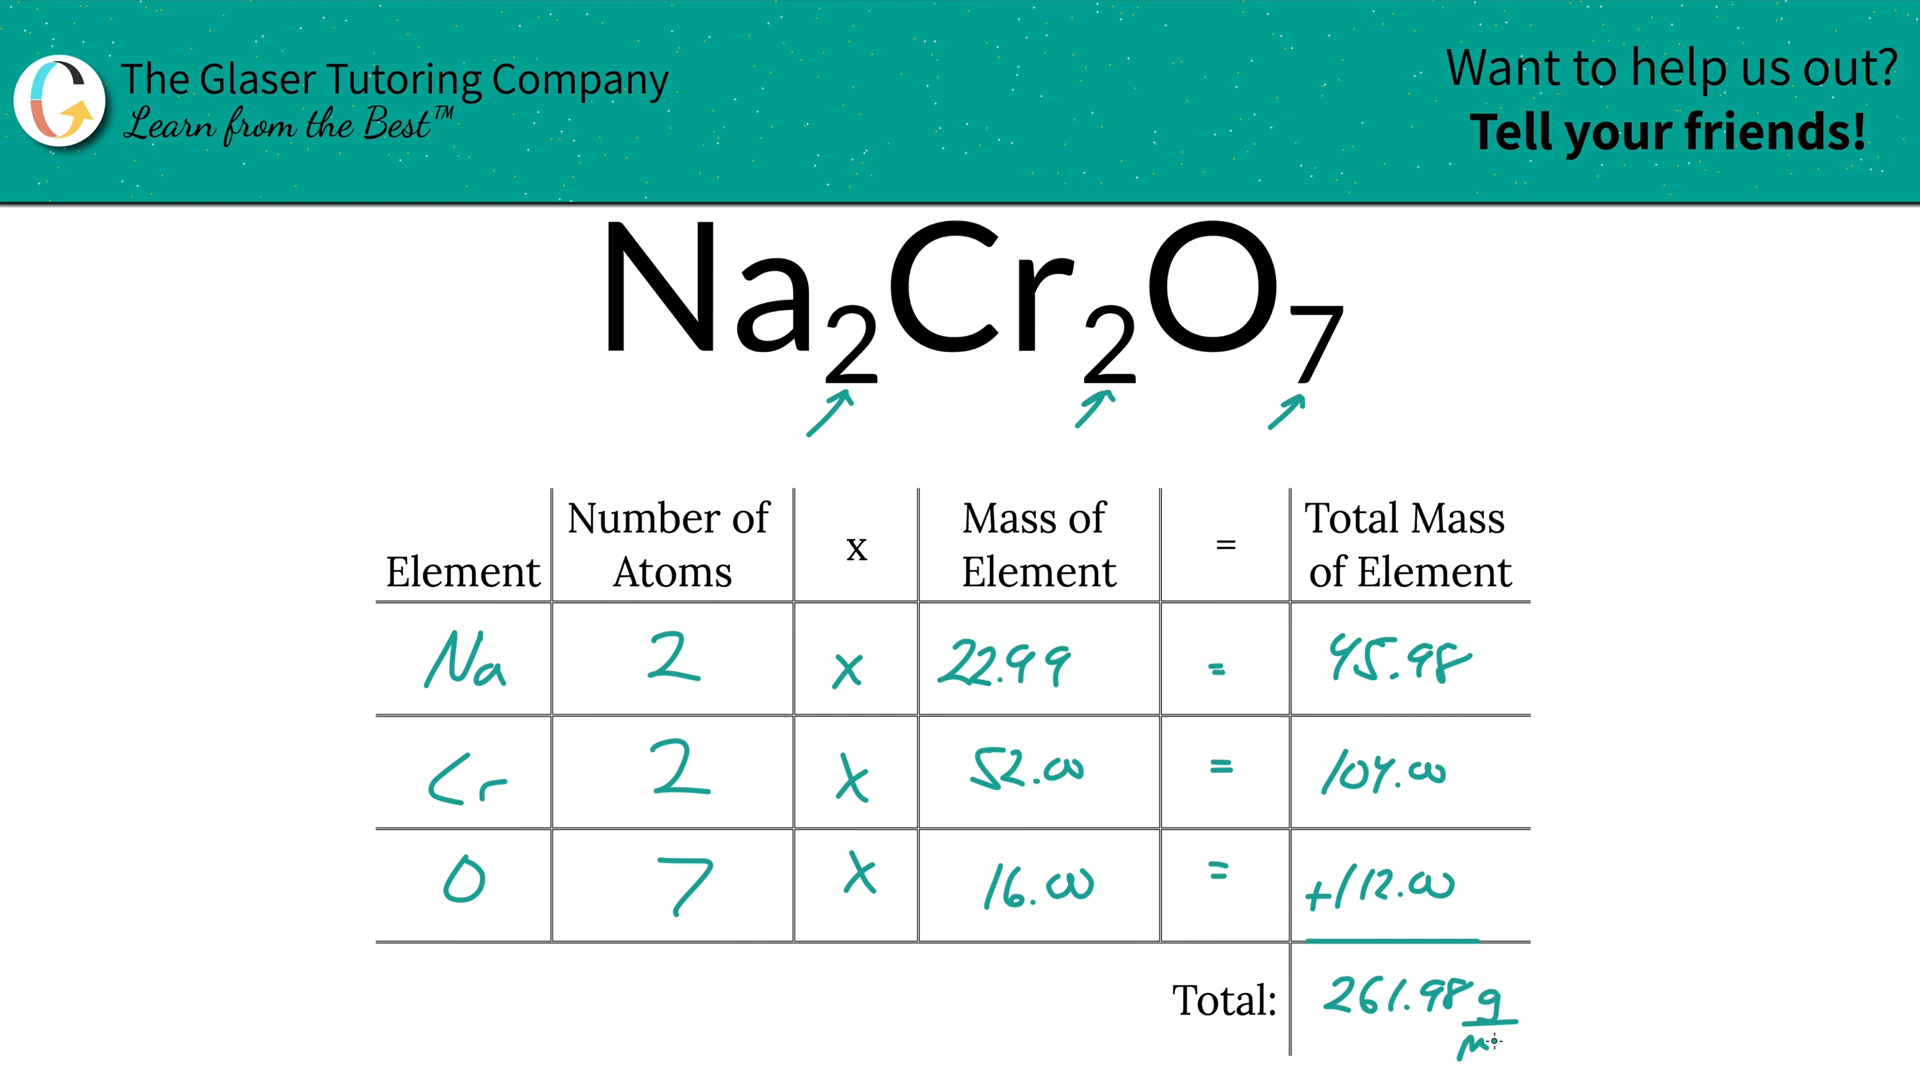 The Glaser Tutoring Company
Learn from the Best™
Want to help us out?
Tell your friends!
Na₂Cr₂O₇
Element Number of Atoms x Mass of Element = Total Mass of Element
Na 2 x 22.99 = 45.98
Cr 2 x 52.00 = 104.00
O 7 x 16.00 = +112.00
Total: 261.98 g